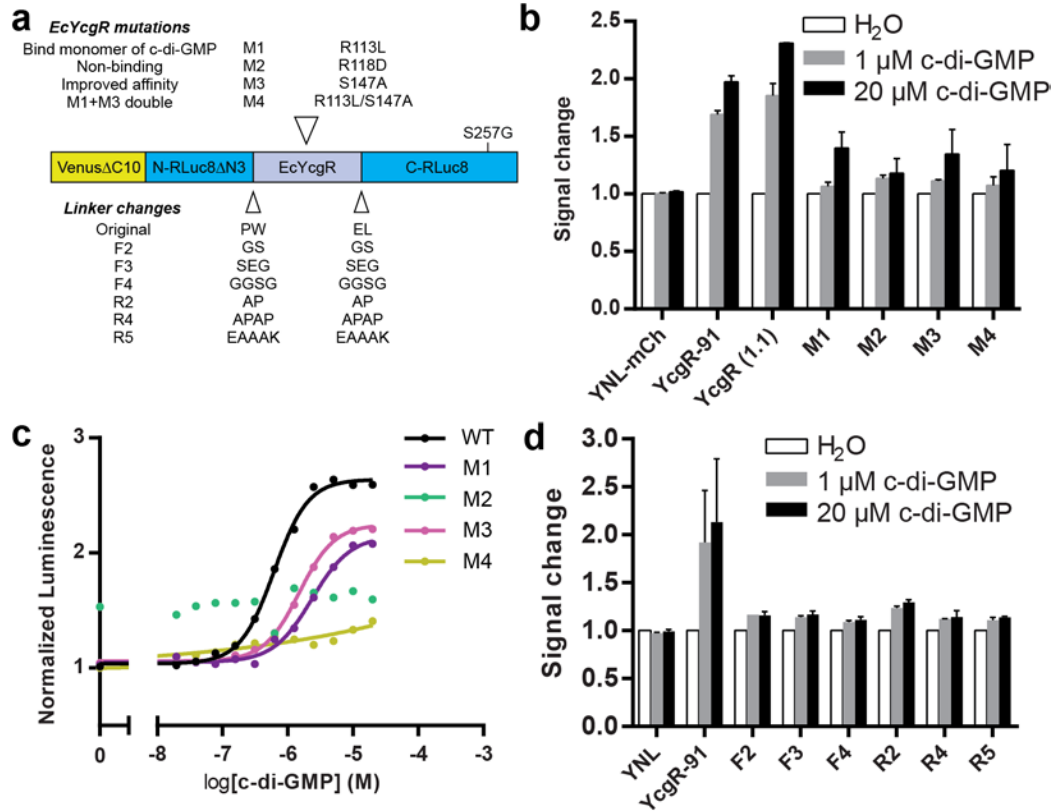 a
EcYcgR mutations
Bind monomer of c-di-GMP M1 R113L
Non-binding M2 R118D
Improved affinity M3 S147A
M1+M3 double M4 R113L/S147A
S257G
VenusΔC10 N-RLuc8ΔN3 EcYcgR C-RLuc8
Linker changes
Original PW EL
F2 GS GS
F3 SEG SEG
F4 GGSG GGSG
R2 AP AP
R4 APAP APAP
R5 EAAAK EAAAK
b
H2O
1 µM c-di-GMP
20 µM c-di-GMP
Signal change
2.5
2.0
1.5
1.0
0.5
0.0
YNL-mCh
YcgR-91
YcgR (1.1)
M1
M2
M3
M4
c
WT
M1
M2
M3
M4
Normalized Luminescence
3
2
1
0 -8 -7 -6 -5 -4 -3
log[c-di-GMP] (M)
d
H2O
1 µM c-di-GMP
20 µM c-di-GMP
Signal change
3.0
2.5
2.0
1.5
1.0
0.5
0.0
YNL
YcgR-91
F2
F3
F4
R2
R4
R5